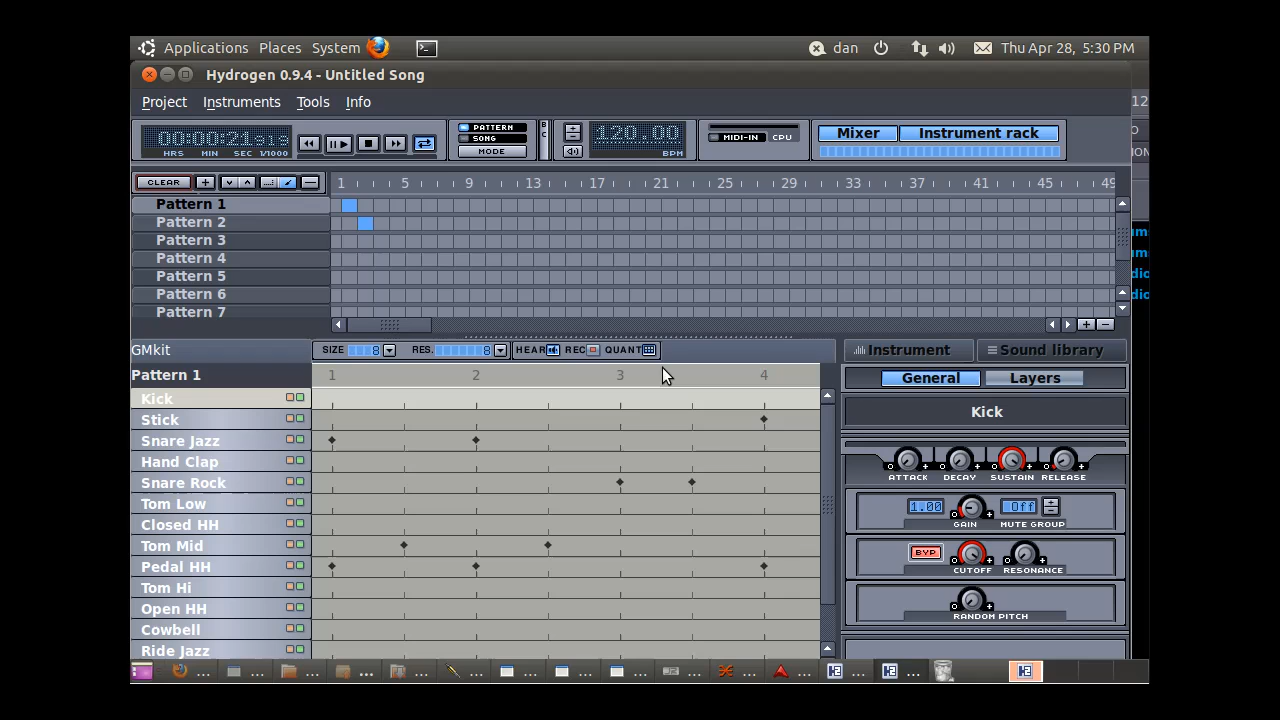 Applications Places System dan Thu Apr 28, 5:30 PM
Hydrogen 0.9.4 - Untitled Song
Project Instruments Tools Info
00:00:21:913 HRS MIN SEC 1/1000
PATTERN
SONG
MODE
B
C
120.00
BPM
MIDI-IN CPU
Mixer Instrument rack
CLEAR 1 5 9 13 17 21 25 29 33 37 41 45 49
Pattern 1
Pattern 2
Pattern 3
Pattern 4
Pattern 5
Pattern 6
Pattern 7
GMkit SIZE 8 RES. 8 HEAR REC QUANT
Pattern 1 1 2 3 4
Kick
Stick
Snare Jazz
Hand Clap
Snare Rock
Tom Low
Closed HH
Tom Mid
Pedal HH
Tom Hi
Open HH
Cowbell
Ride Jazz
Instrument Sound library
General Layers
Kick
ATTACK DECAY SUSTAIN RELEASE
1.00 Off
GAIN MUTE GROUP
BYP
CUTOFF RESONANCE
RANDOM PITCH